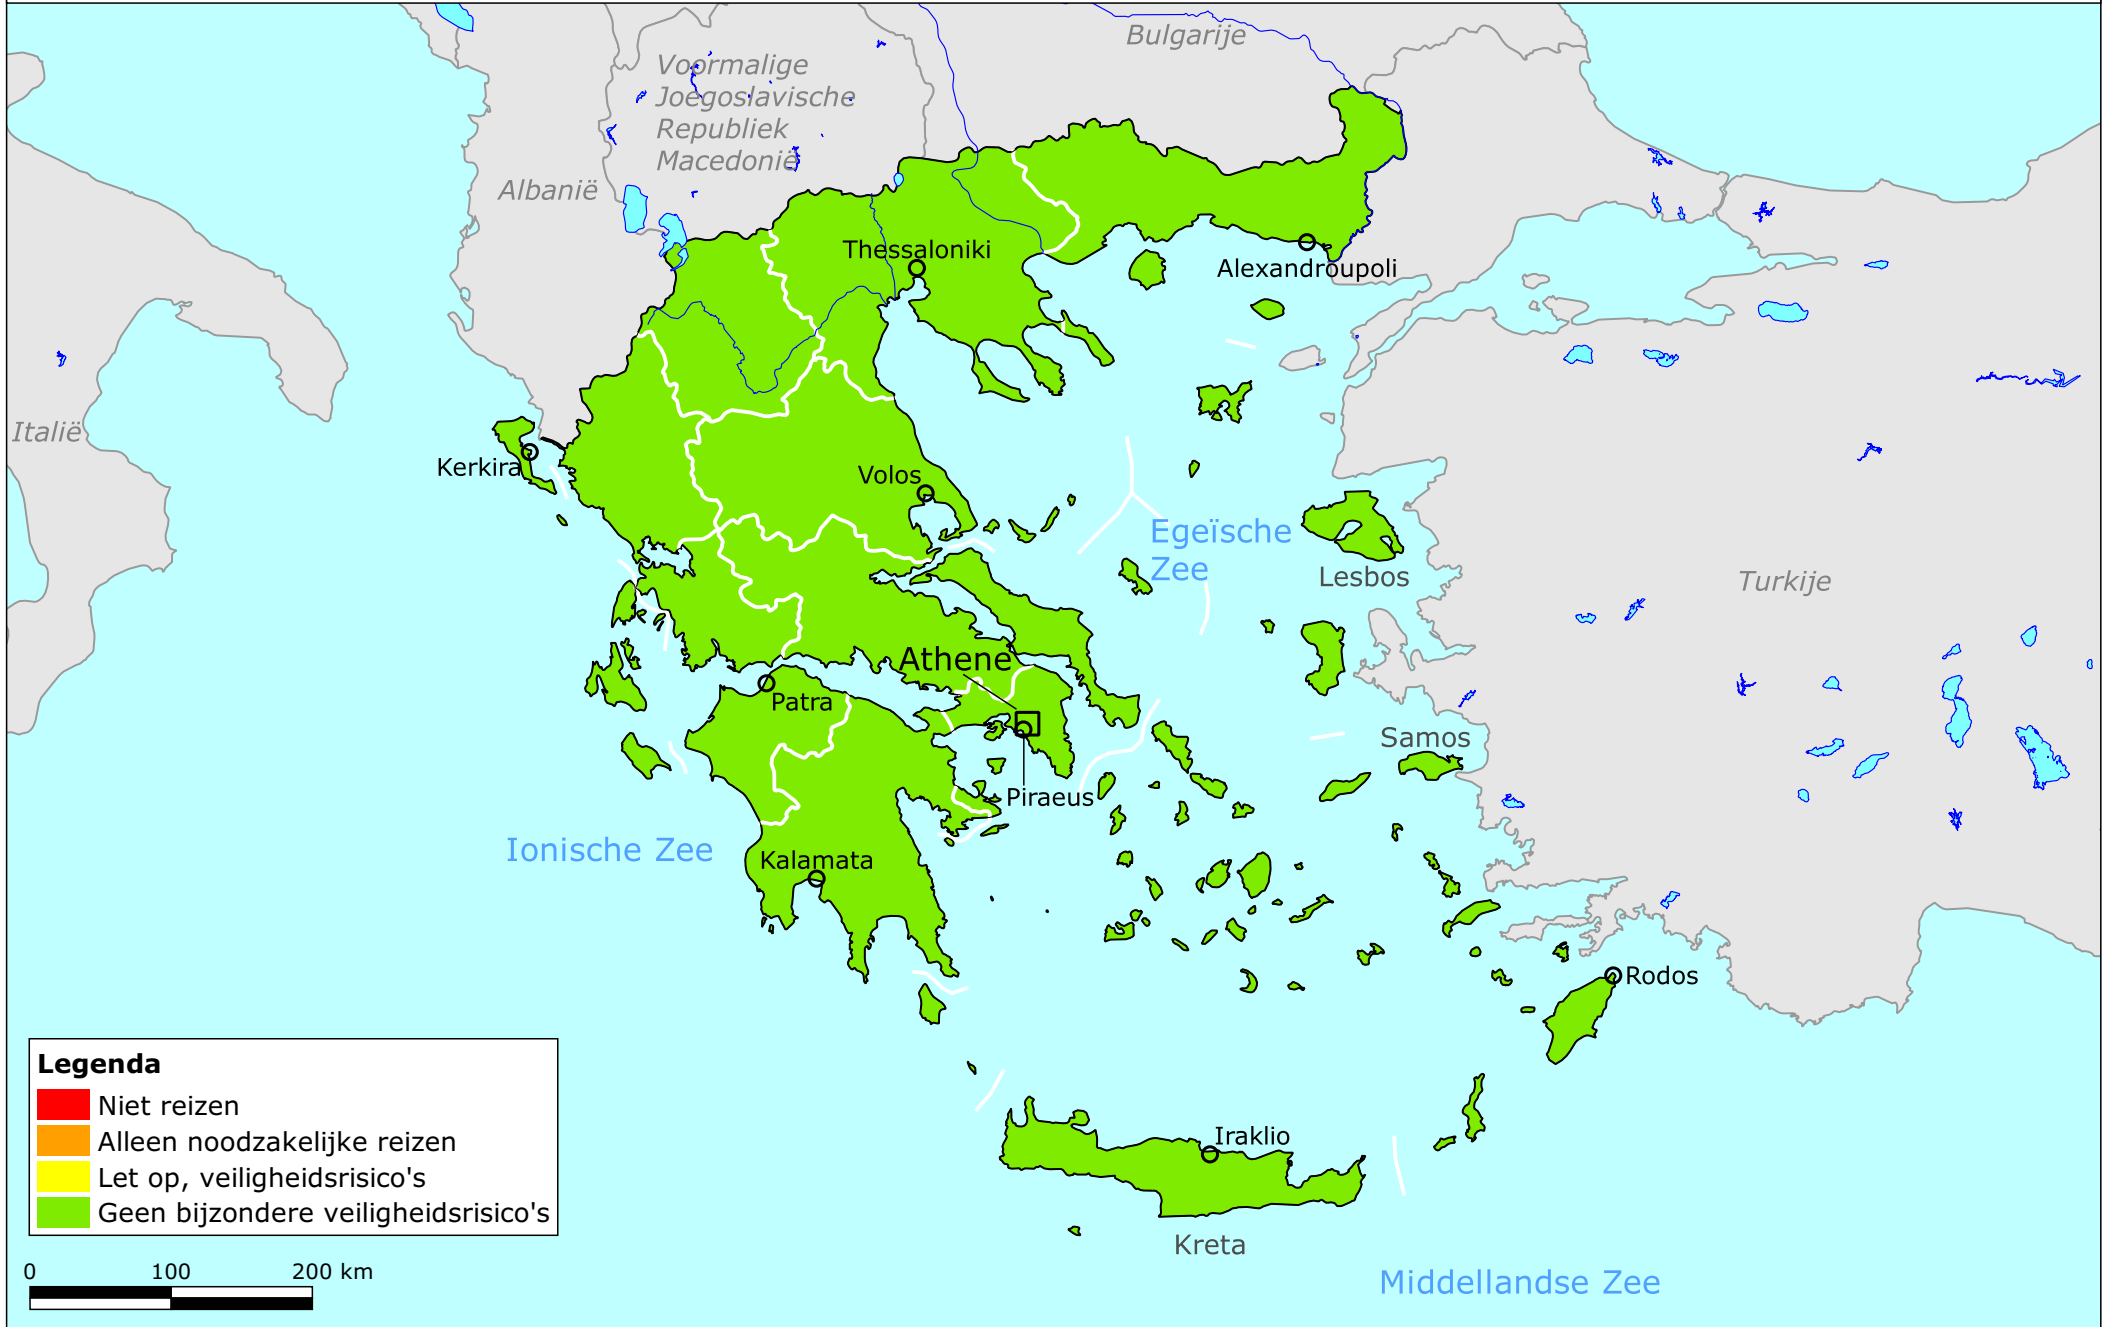 Bulgarije
Voormalige
Joegoslavische
Republiek
Macedonië
Albanië
Thessaloniki
Alexandroupoli
Italië
Kerkira
Volos
Egeïsche
Zee
Lesbos
Turkije
Athene
Patra
Samos
Piraeus
Ionische Zee
Kalamata
Rodos
Legenda
Niet reizen
Alleen noodzakelijke reizen
Let op, veiligheidsrisico's
Geen bijzondere veiligheidsrisico's
Iraklio
Kreta
0 100 200 km
Middellandse Zee